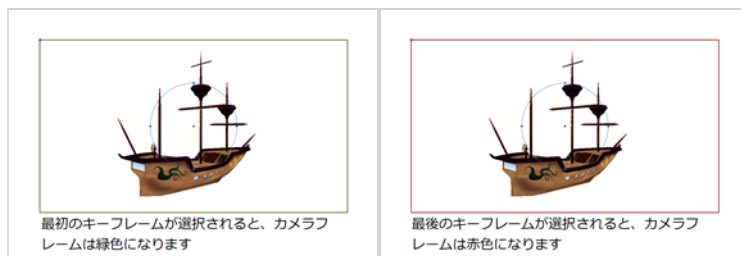 最初のキーフレームが選択されると、カメラフ
レームは緑色になります
最後のキーフレームが選択されると、カメラフ
レームは赤色になります